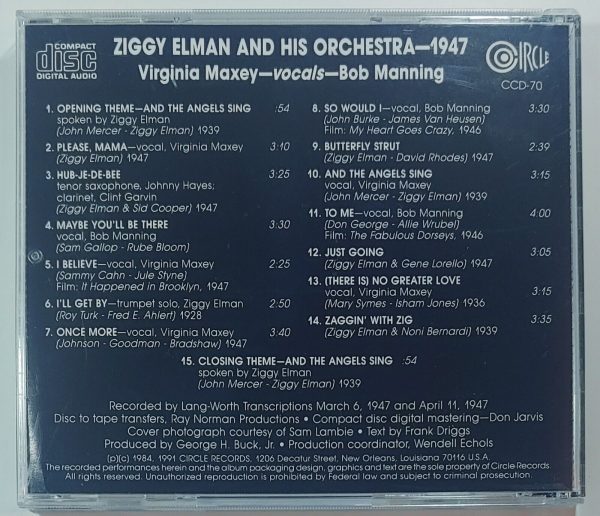 COMPACT
disc
DIGITAL AUDIO
ZIGGY ELMAN AND HIS ORCHESTRA—1947
Virginia Maxey—vocals—Bob Manning
CIRCLE
CCD-70
1. OPENING THEME—AND THE ANGELS SING :54
spoken by Ziggy Elman
(John Mercer - Ziggy Elman) 1939
2. PLEASE, MAMA—vocal, Virginia Maxey 3:10
(Ziggy Elman) 1947
3. HUB-JE-DE-BEE 3:25
tenor saxophone, Johnny Hayes;
clarinet, Clint Garvin
(Ziggy Elman & Sid Cooper) 1947
4. MAYBE YOU'LL BE THERE 3:30
vocal, Bob Manning
(Sam Gallop - Rube Bloom)
5. I BELIEVE—vocal, Virginia Maxey 2:25
(Sammy Cahn - Jule Styne)
Film: It Happened in Brooklyn, 1947
6. I'LL GET BY—trumpet solo, Ziggy Elman 2:50
(Roy Turk - Fred E. Ahlert) 1928
7. ONCE MORE—vocal, Virginia Maxey 3:40
(Johnson - Goodman - Bradshaw) 1947
8. SO WOULD I—vocal, Bob Manning 3:30
(John Burke - James Van Heusen)
Film: My Heart Goes Crazy, 1946
9. BUTTERFLY STRUT 2:39
(Ziggy Elman - David Rhodes) 1947
10. AND THE ANGELS SING 3:15
vocal, Virginia Maxey
(John Mercer - Ziggy Elman) 1939
11. TO ME—vocal, Bob Manning 4:00
(Don George - Allie Wrubel)
Film: The Fabulous Dorseys, 1946
12. JUST GOING 3:05
(Ziggy Elman & Gene Lorello) 1947
13. (THERE IS) NO GREATER LOVE
vocal, Virginia Maxey 3:15
(Mary Symes - Isham Jones) 1936
14. ZAGGIN' WITH ZIG 3:35
(Ziggy Elman & Noni Bernardi) 1939
15. CLOSING THEME—AND THE ANGELS SING :54
spoken by Ziggy Elman
(John Mercer - Ziggy Elman) 1939
Recorded by Lang-Worth Transcriptions March 6, 1947 and April 11, 1947
Disc to tape transfers, Ray Norman Productions • Compact disc digital mastering—Don Jarvis
Cover photograph courtesy of Sam Lambie • Text by Frank Driggs
Produced by George H. Buck, Jr. • Production coordinator, Wendell Echols
(p)(c) 1984, 1991 CIRCLE RECORDS, 1206 Decatur Street, New Orleans, Louisiana 70116 U.S.A.
The recorded performances herein and the album packaging design, graphics and text are the sole property of Circle Records.
All rights reserved. Unauthorized reproduction is prohibited by Federal law and subject to criminal prosecution.